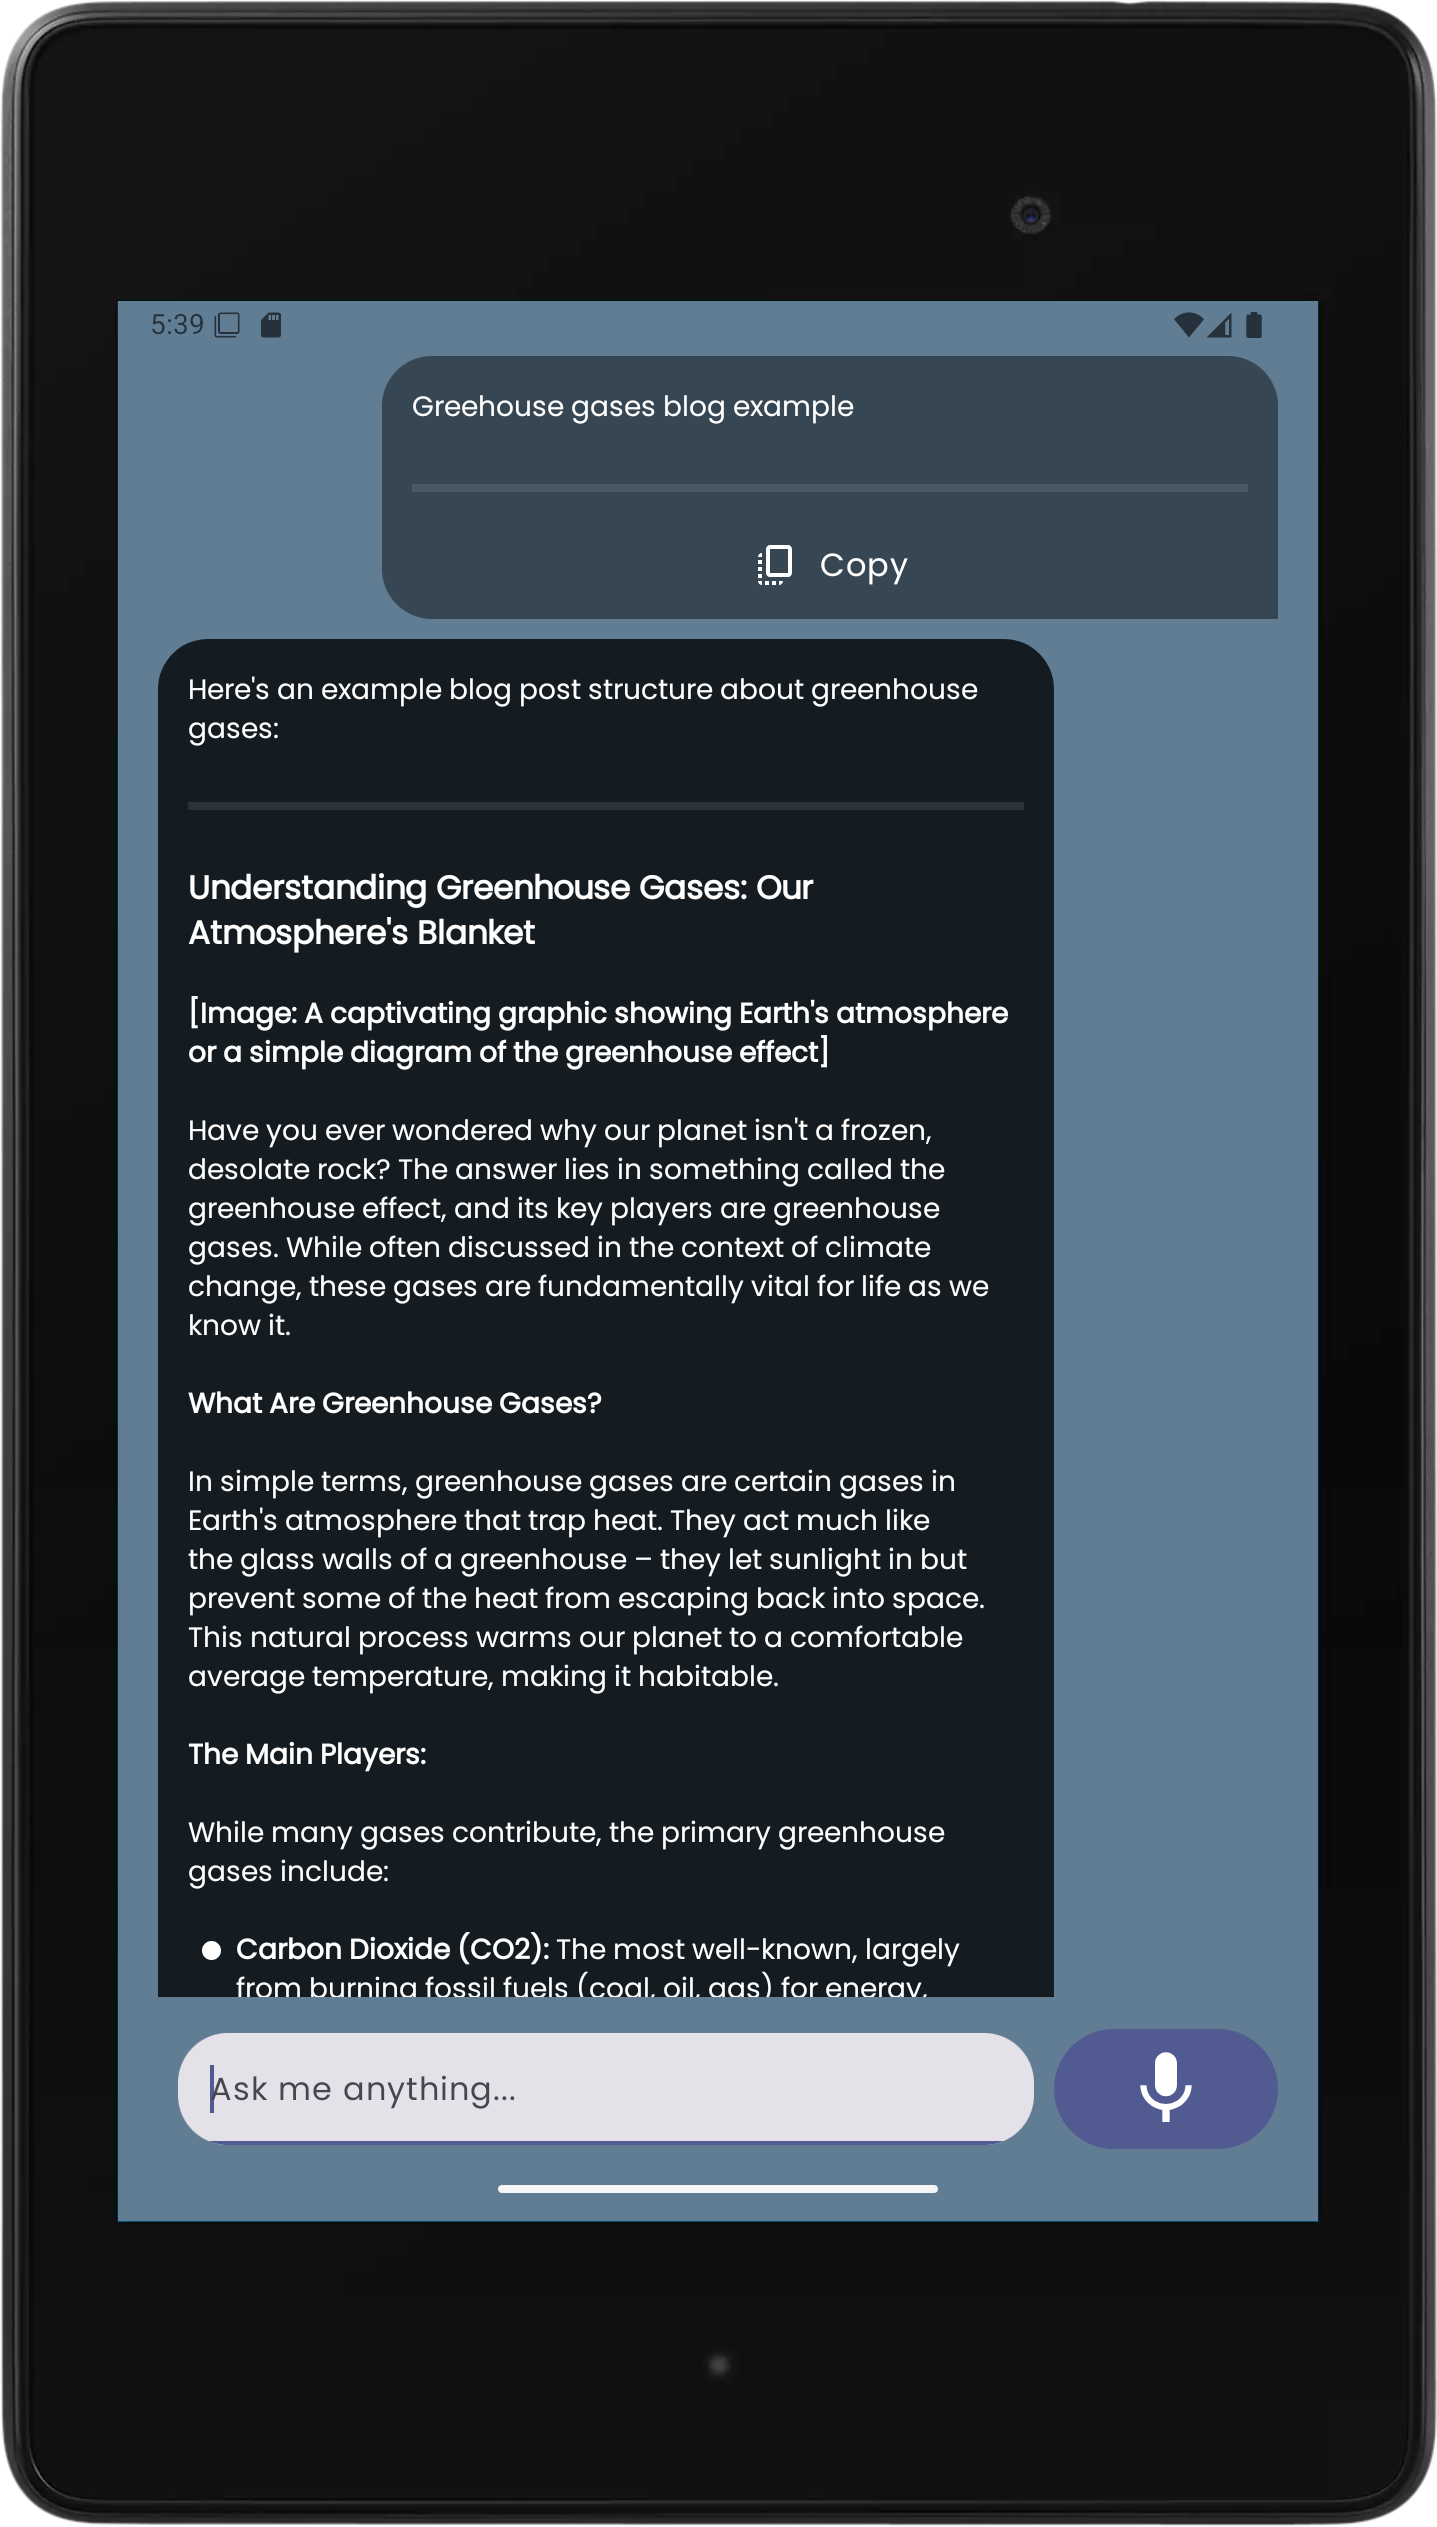 5:39
Greehouse gases blog example
Copy
Here's an example blog post structure about greenhouse
gases:
Understanding Greenhouse Gases: Our
Atmosphere's Blanket
[Image: A captivating graphic showing Earth's atmosphere
or a simple diagram of the greenhouse effect]
Have you ever wondered why our planet isn't a frozen,
desolate rock? The answer lies in something called the
greenhouse effect, and its key players are greenhouse
gases. While often discussed in the context of climate
change, these gases are fundamentally vital for life as we
know it.
What Are Greenhouse Gases?
In simple terms, greenhouse gases are certain gases in
Earth's atmosphere that trap heat. They act much like
the glass walls of a greenhouse – they let sunlight in but
prevent some of the heat from escaping back into space.
This natural process warms our planet to a comfortable
average temperature, making it habitable.
The Main Players:
While many gases contribute, the primary greenhouse
gases include:
● Carbon Dioxide (CO2): The most well-known, largely
from burning fossil fuels (coal, oil, gas) for energy,
Ask me anything...